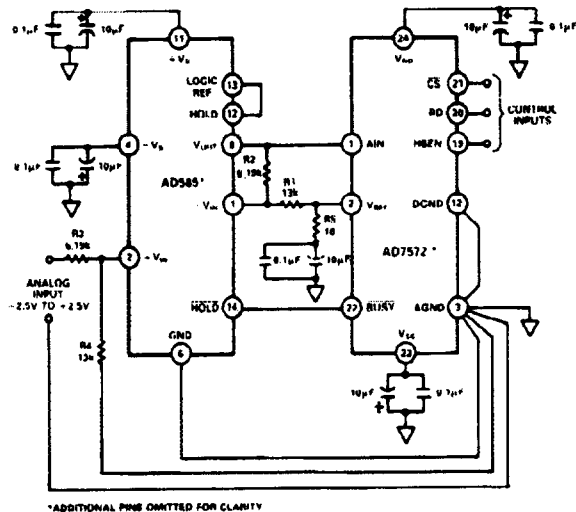 0.1µF
10µF
11
+VS
LOGIC
REF
13
HOLD
12
4
-VS
VOUT
8
0.1µF
10µF
R2
6.19k
AD585*
1
-VIN
R1
13k
R3
6.19k
2
+VIN
R5
10
0.1µF
10µF
ANALOG
INPUT
-2.5V TO +2.5V
HOLD
14
GND
6
R4
13k
24
VDD
10µF
0.1µF
CS
21
RD
20
HBEN
19
CONTROL
INPUTS
1
AIN
2
VREF
DGND
12
AD7572*
22
BUSY
AGND
3
VSS
23
10µF
0.1µF
*ADDITIONAL PINS OMITTED FOR CLARITY